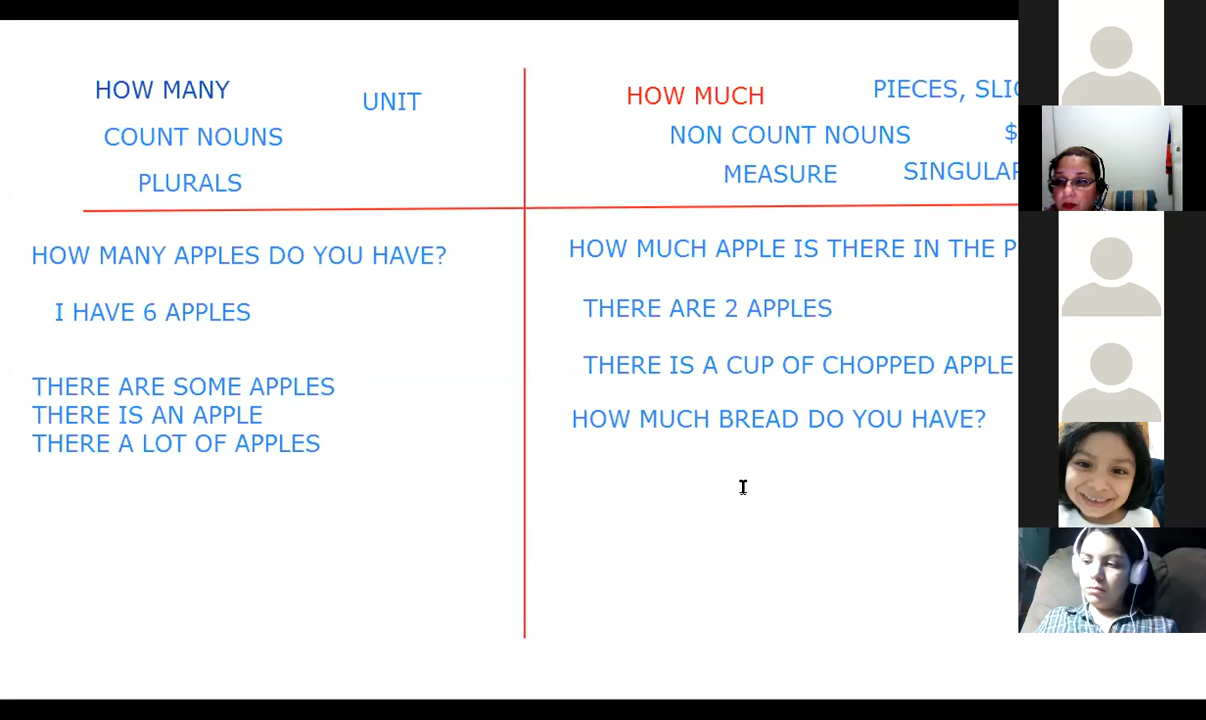 HOW MANY
UNIT
COUNT NOUNS
PLURALS
HOW MANY APPLES DO YOU HAVE?
I HAVE 6 APPLES
THERE ARE SOME APPLES
THERE IS AN APPLE
THERE A LOT OF APPLES
HOW MUCH
PIECES,
NON COUNT NOUNS
$
MEASURE
HOW MUCH APPLE IS THERE IN THE
THERE ARE 2 APPLES
THERE IS A CUP OF CHOPPED APPLE
HOW MUCH BREAD DO YOU HAVE?